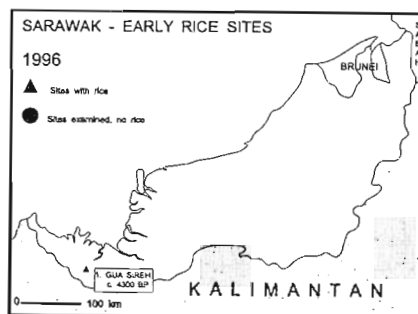 SARAWAK - EARLY RICE SITES
1996
Sites with rice
Sites examined, no rice
BRUNEI
1. GUA SIREH
c. 4300 BP
KALIMANTAN
0 100 km